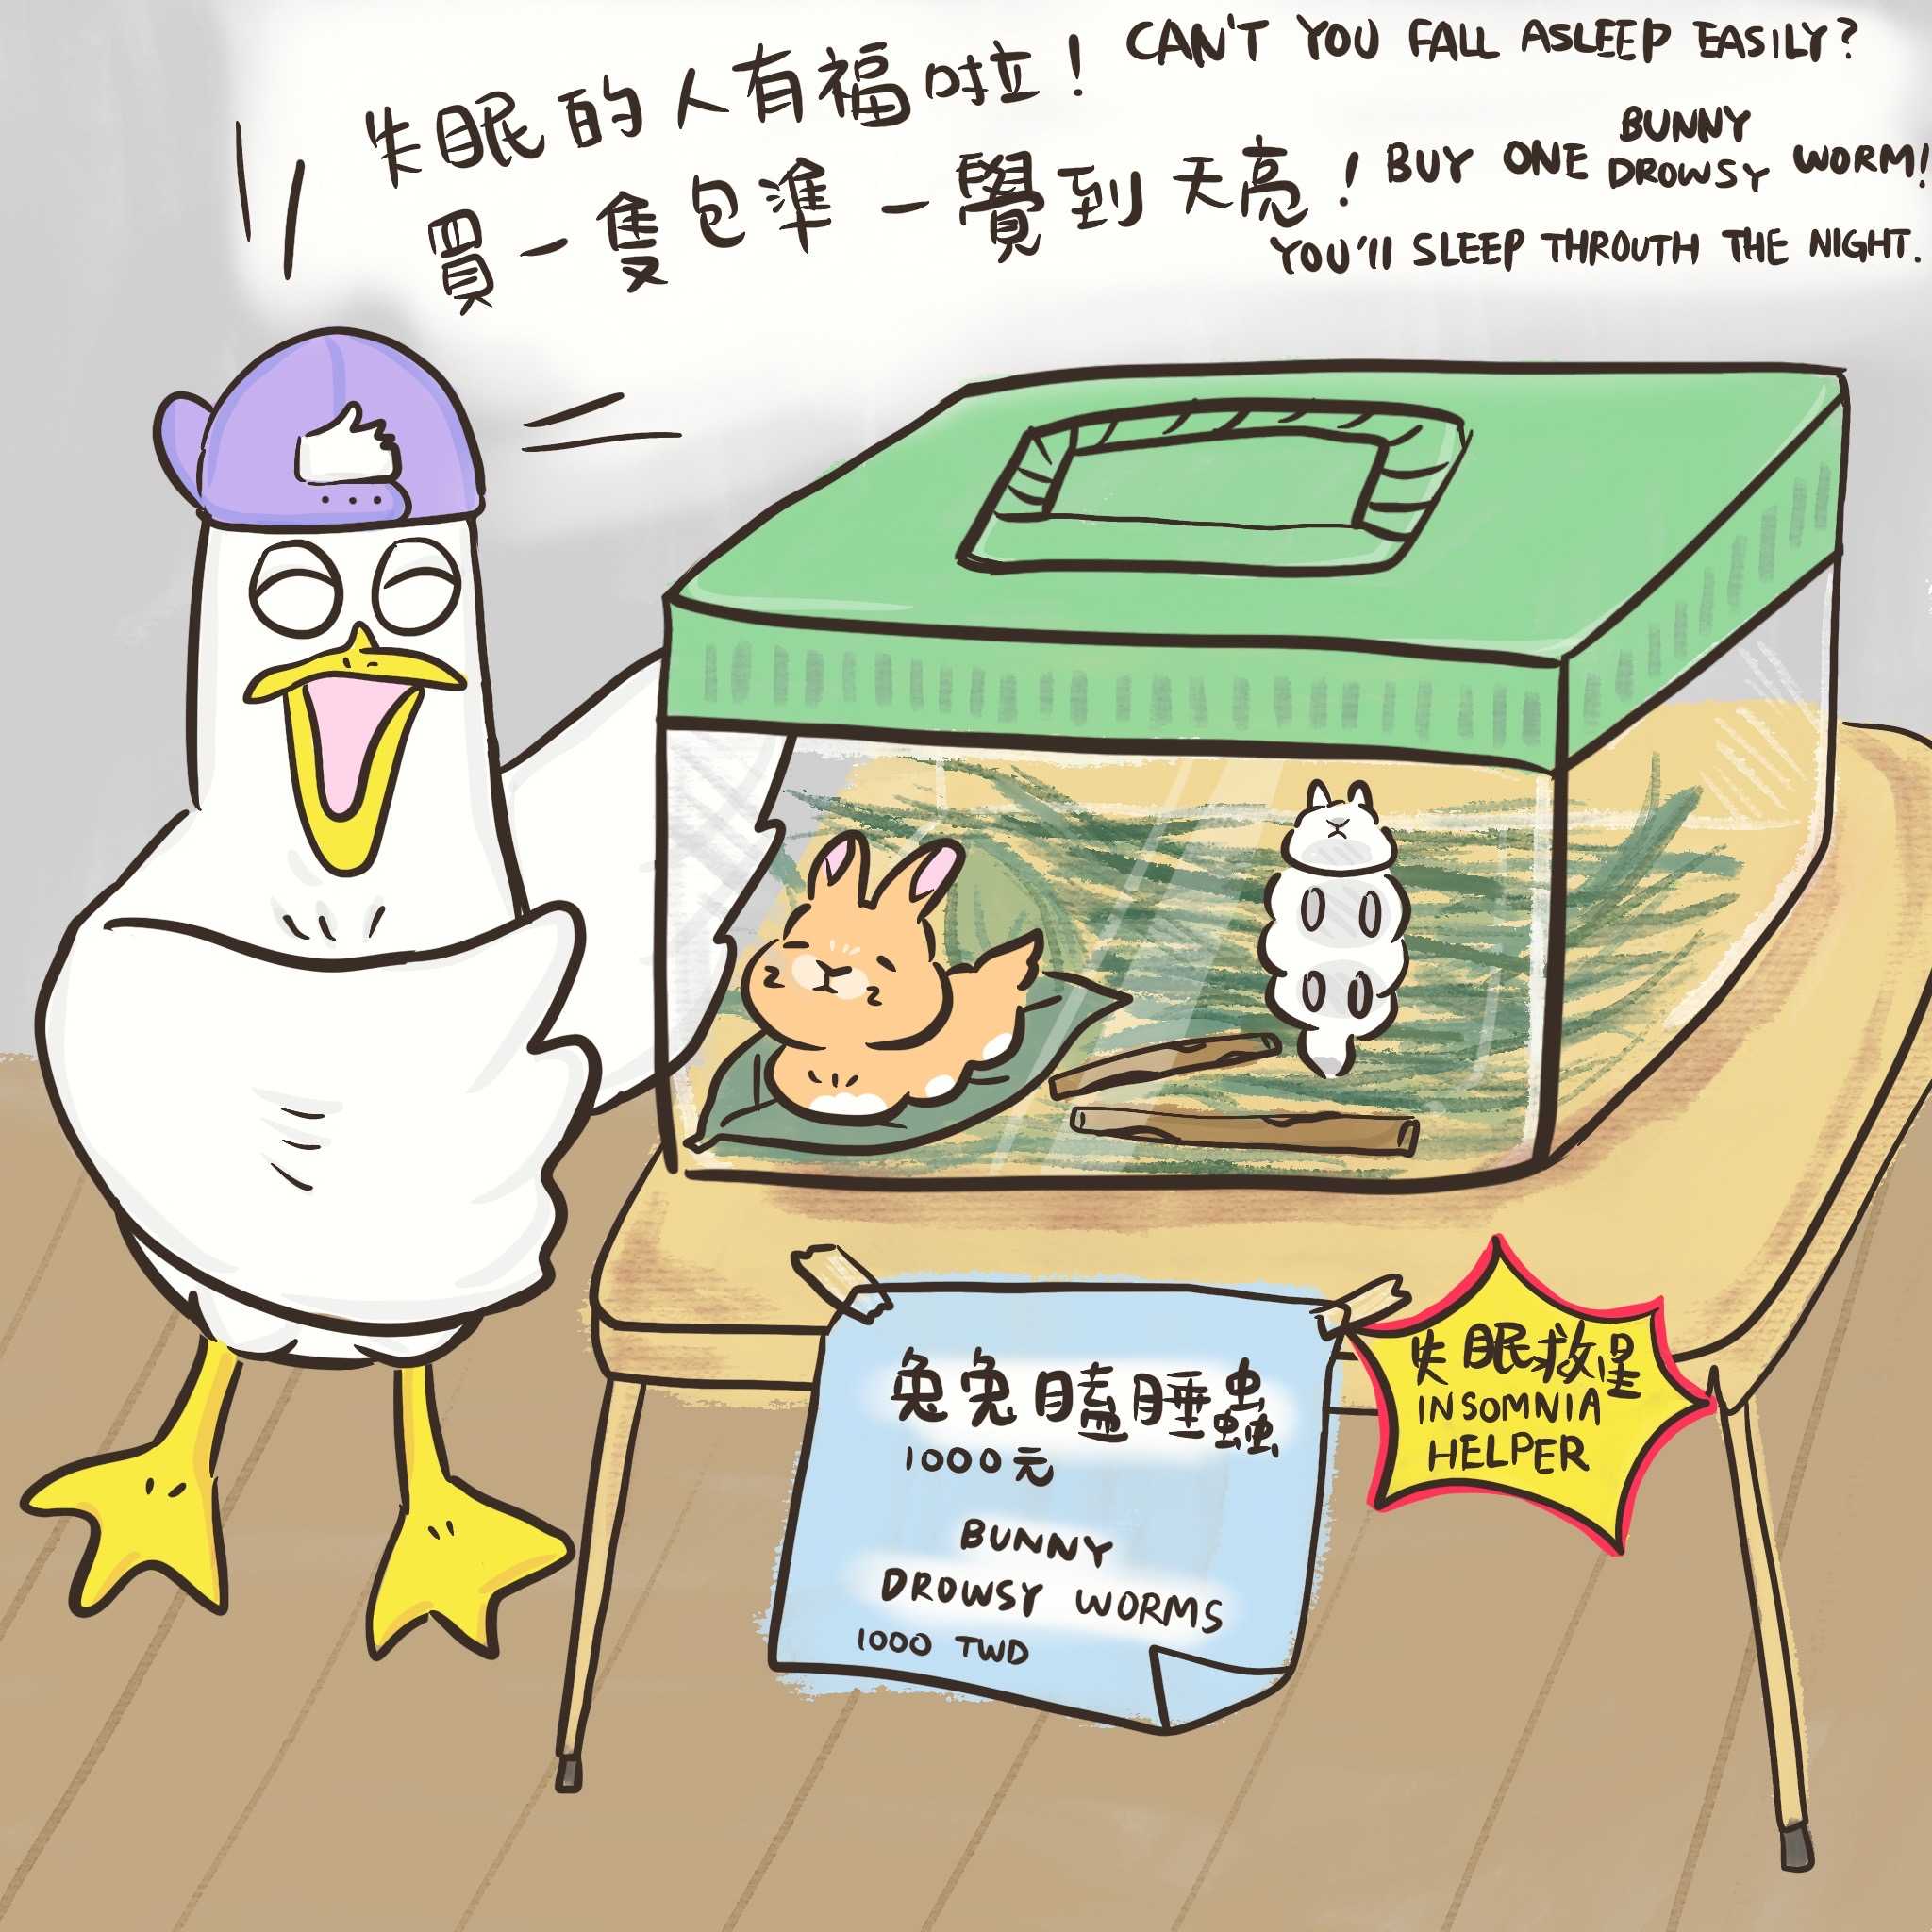 失眠的人有福啦！
買一隻包準一覺到天亮！
CAN'T YOU FALL ASLEEP EASILY?
BUY ONE BUNNY DROWSY WORM!
YOU'll SLEEP THROUTH THE NIGHT.
兔兔瞌睡蟲
1000元
BUNNY
DROWSY WORMS
1000 TWD
失眠救星
INSOMNIA
HELPER